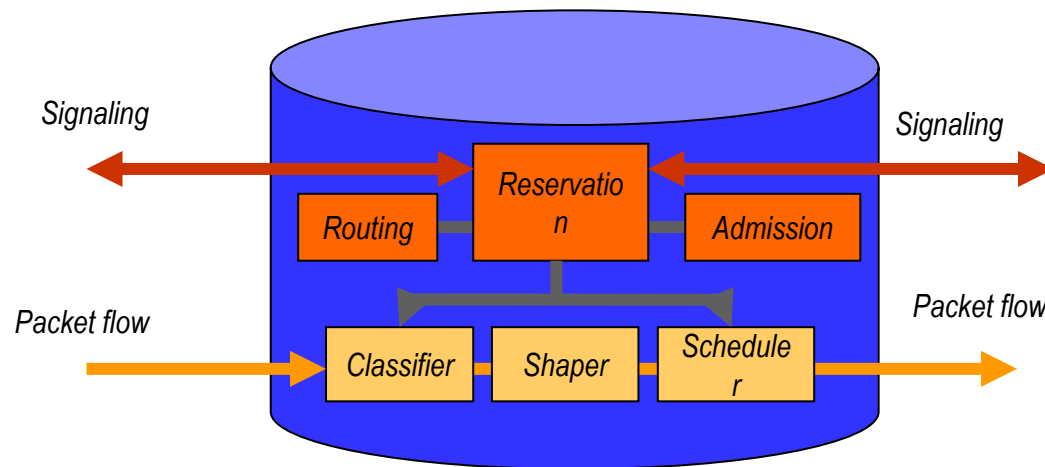 Signaling
Signaling
Reservatio
n
Routing
Admission
Packet flow
Packet flow
Classifier
Shaper
Schedule
r